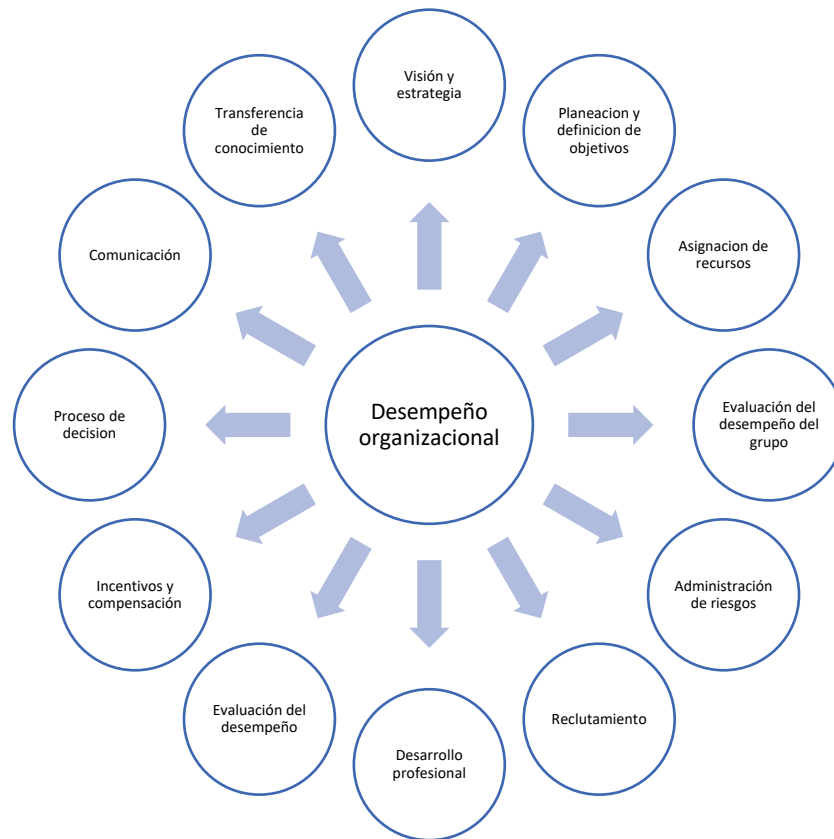 Visión y
estrategia
Planeacion y
definicion de
objetivos
Asignacion de
recursos
Evaluación del
desempeño del
grupo
Administración
de riesgos
Reclutamiento
Desarrollo
profesional
Evaluación del
desempeño
Incentivos y
compensación
Proceso de
decision
Comunicación
Transferencia
de
conocimiento
Desempeño
organizacional